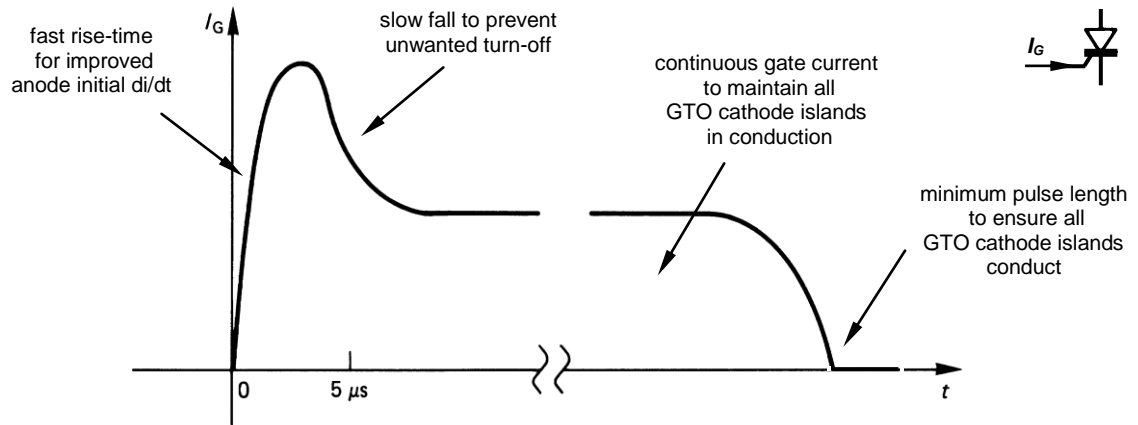 I_G
fast rise-time
for improved
anode initial di/dt
slow fall to prevent
unwanted turn-off
continuous gate current
to maintain all
GTO cathode islands
in conduction
I_G
minimum pulse length
to ensure all
GTO cathode islands
conduct
0
5 μs
t